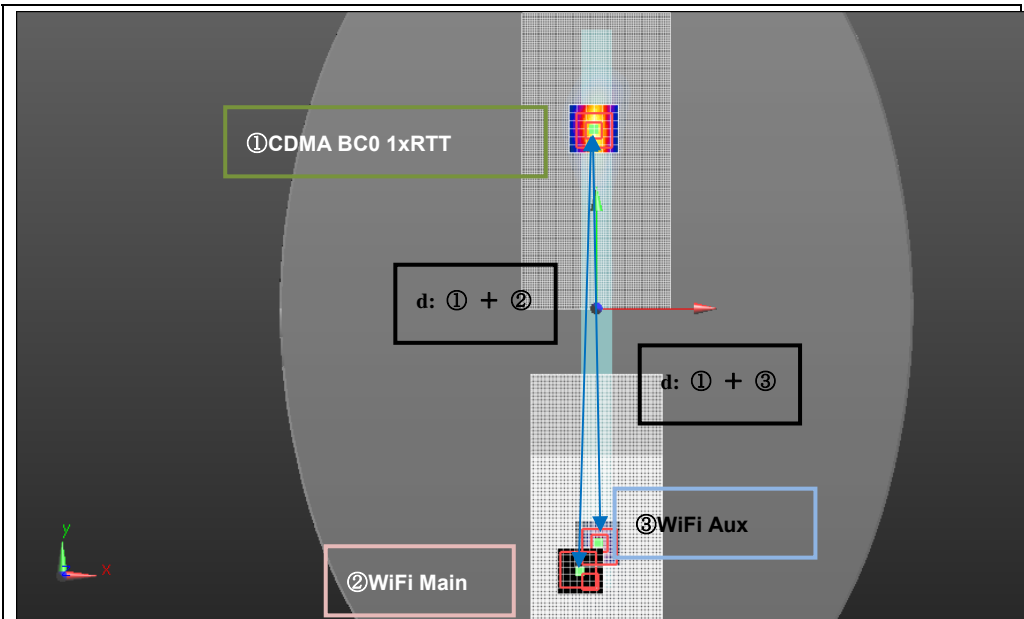 ①CDMA BC0 1xRTT
d: ① + ②
d: ① + ③
③WiFi Aux
②WiFi Main
y
x